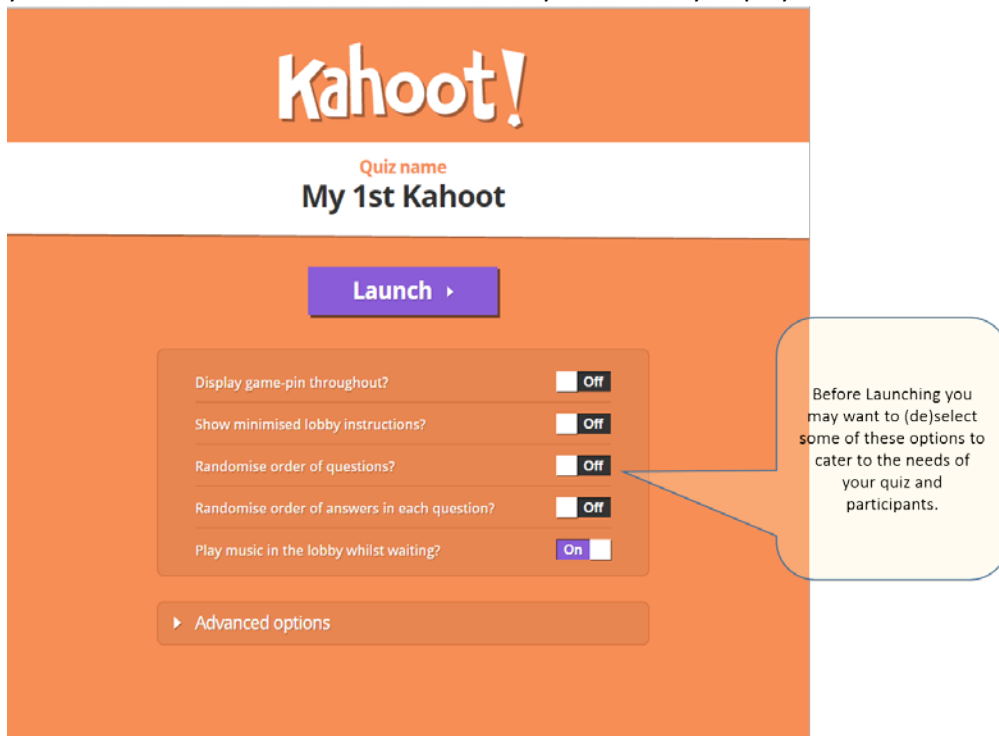 Kahoot!
Quiz name
My 1st Kahoot
Launch
Display game-pin throughout? Off
Show minimised lobby instructions? Off
Randomise order of questions? Off
Randomise order of answers in each question? Off
Play music in the lobby whilst waiting? On
Advanced options
Before Launching you
may want to (de)select
some of these options to
cater to the needs of
your quiz and
participants.